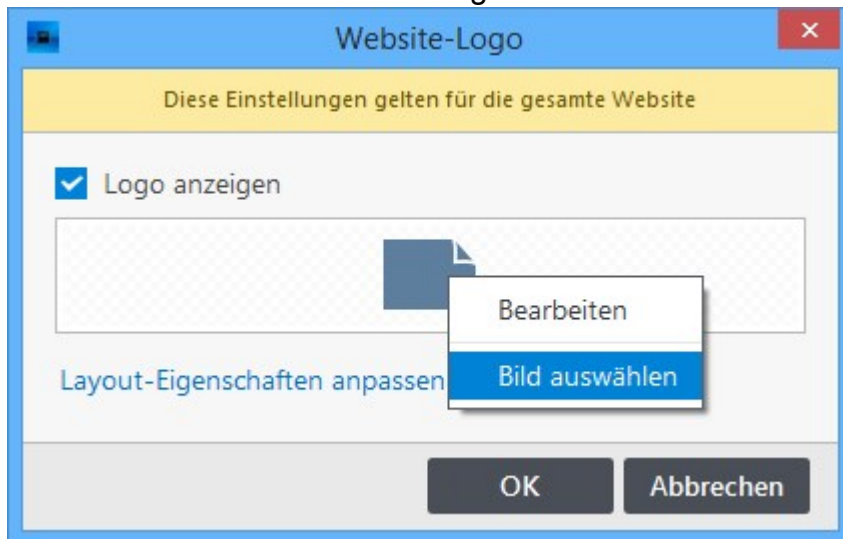 Website-Logo
Diese Einstellungen gelten für die gesamte Website
Logo anzeigen
Bearbeiten
Bild auswählen
Layout-Eigenschaften anpassen
OK
Abbrechen